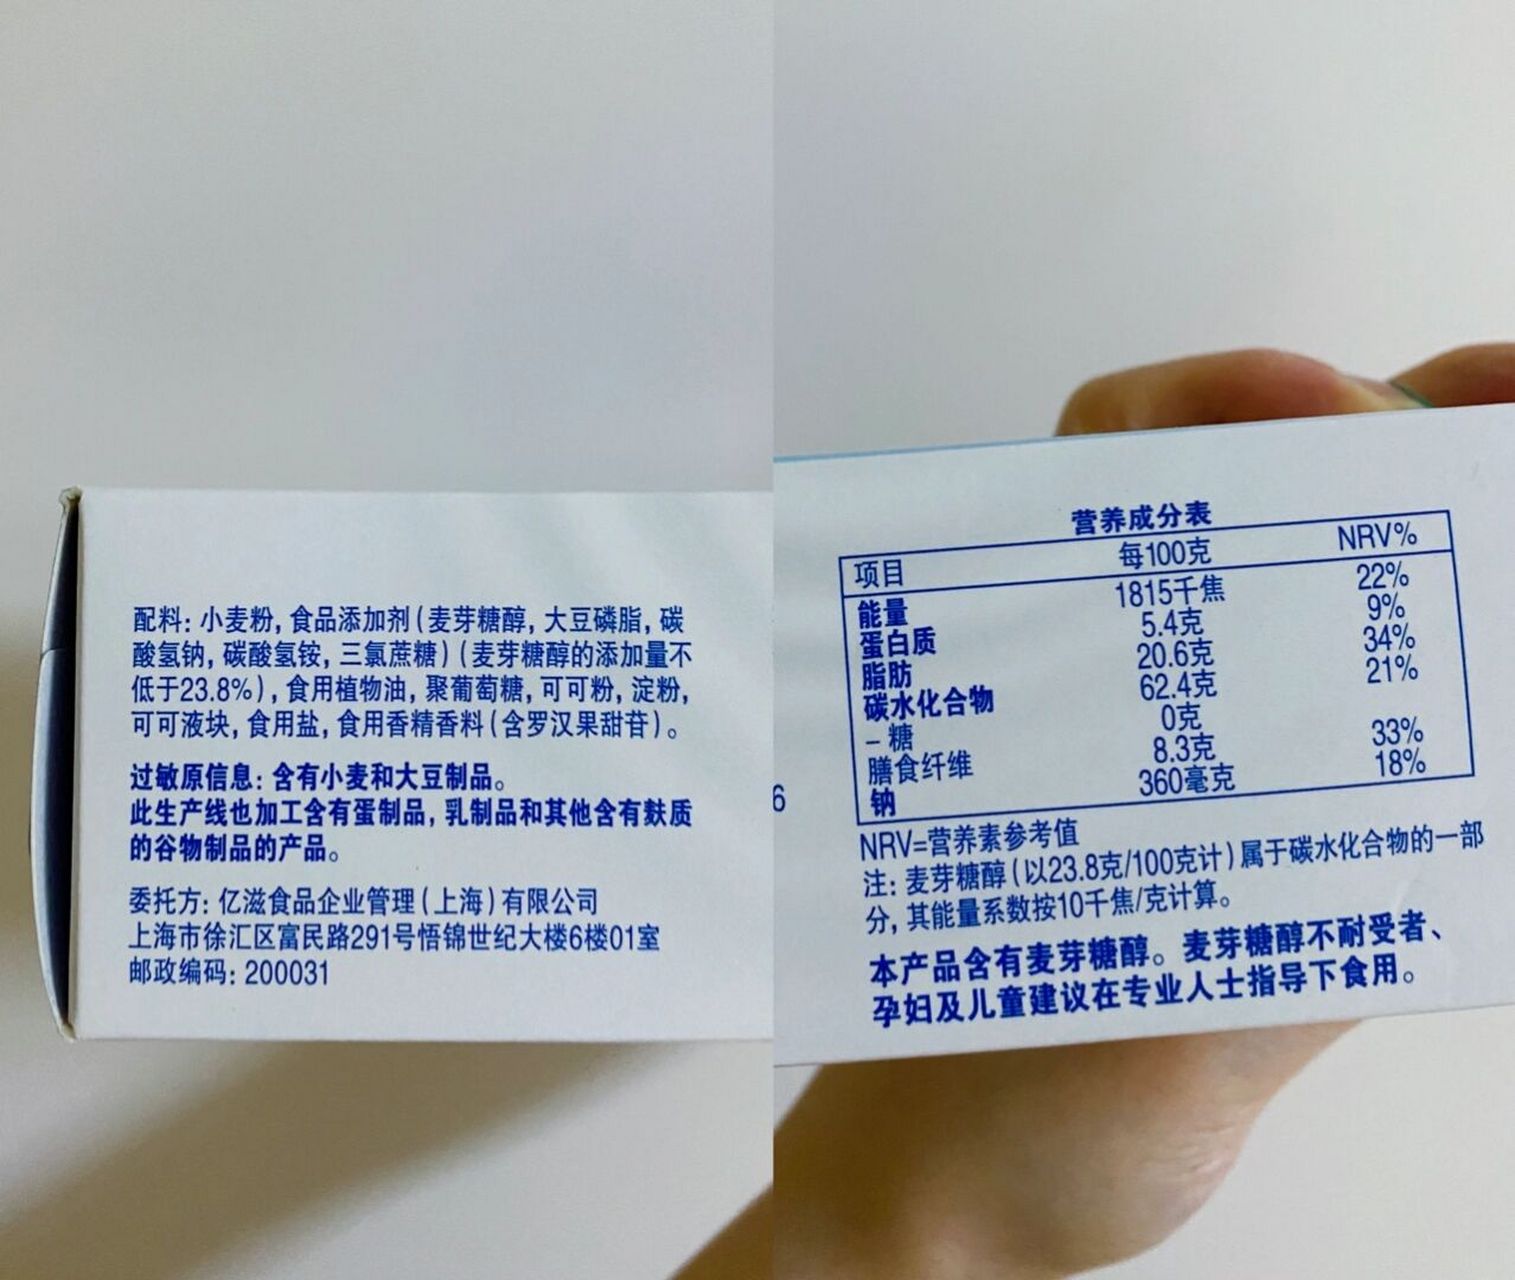 配料: 小麦粉, 食品添加剂 (麦芽糖醇, 大豆磷脂, 碳
酸氢钠, 碳酸氢铵, 三氯蔗糖) (麦芽糖醇的添加量不
低于23.8%) , 食用植物油, 聚葡萄糖, 可可粉, 淀粉,
可可液块, 食用盐, 食用香精香料 (含罗汉果甜苷) 。
过敏原信息: 含有小麦和大豆制品。
此生产线也加工含有蛋制品, 乳制品和其他含有麸质
的谷物制品的产品。
委托方: 亿滋食品企业管理 (上海) 有限公司
上海市徐汇区富民路291号悟锦世纪大楼6楼01室
邮政编码: 200031
6
营养成分表
项目 每100克 NRV%
能量 1815千焦 22%
蛋白质 5.4克 9%
脂肪 20.6克 34%
碳水化合物 62.4克 21%
– 糖 0克
膳食纤维 8.3克 33%
钠 360毫克 18%
NRV=营养素参考值
注: 麦芽糖醇 (以23.8克/100克计) 属于碳水化合物的一部
分, 其能量系数按10千焦/克计算。
本产品含有麦芽糖醇。麦芽糖醇不耐受者、
孕妇及儿童建议在专业人士指导下食用。